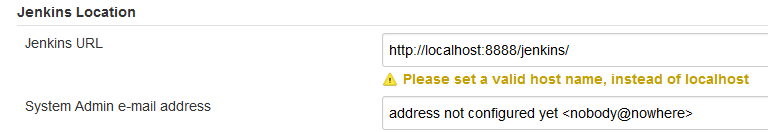 Jenkins Location
Jenkins URL
http://localhost:8888/jenkins/
Please set a valid host name, instead of localhost
System Admin e-mail address
address not configured yet <nobody@nowhere>